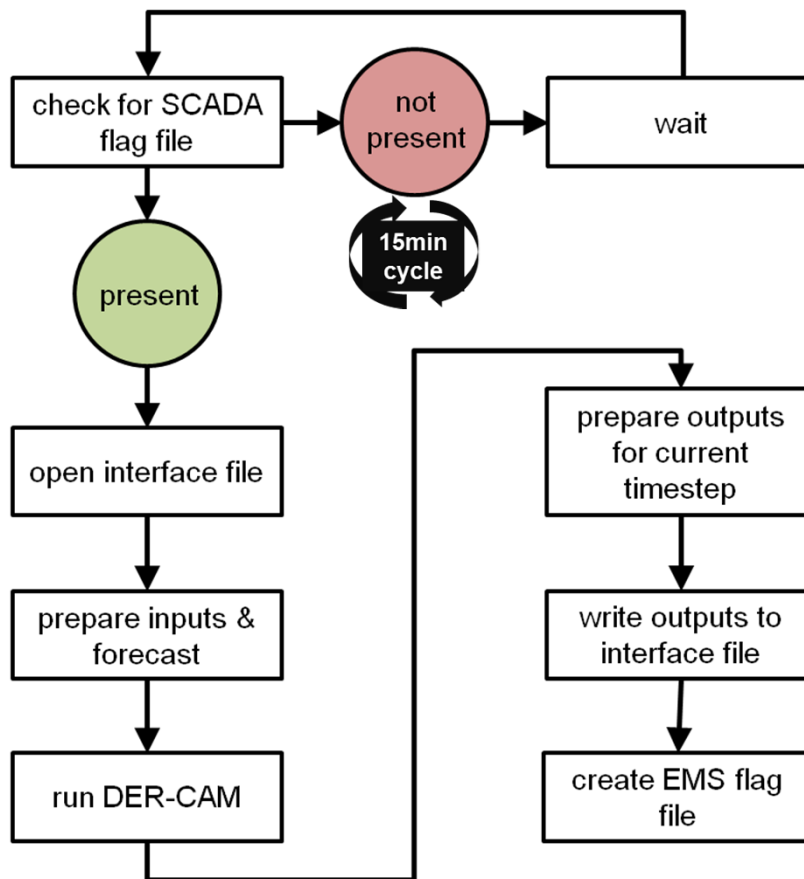 check for SCADA
flag file
not
present
wait
15min
cycle
present
open interface file
prepare inputs &
forecast
run DER-CAM
prepare outputs
for current
timestep
write outputs to
interface file
create EMS flag
file